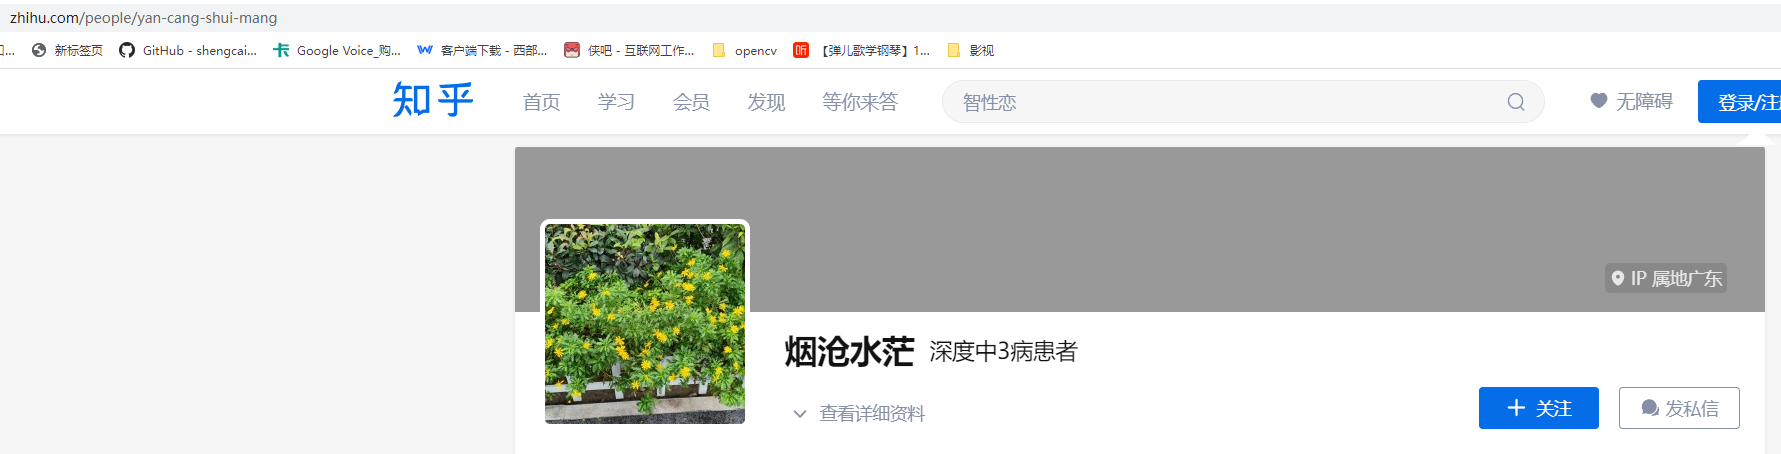 zhihu.com/people/yan-cang-shui-mang
新标签页 GitHub - shengcai... Google Voice_购... 客户端下载 - 西部... 侠吧 - 互联网工作... opencv 【弹儿歌学钢琴】1... 影视
知乎 首页 学习 会员 发现 等你来答 智性恋 无障碍 登录/注
IP 属地广东
烟沧水茫 深度中3病患者
查看详细资料 关注 发私信